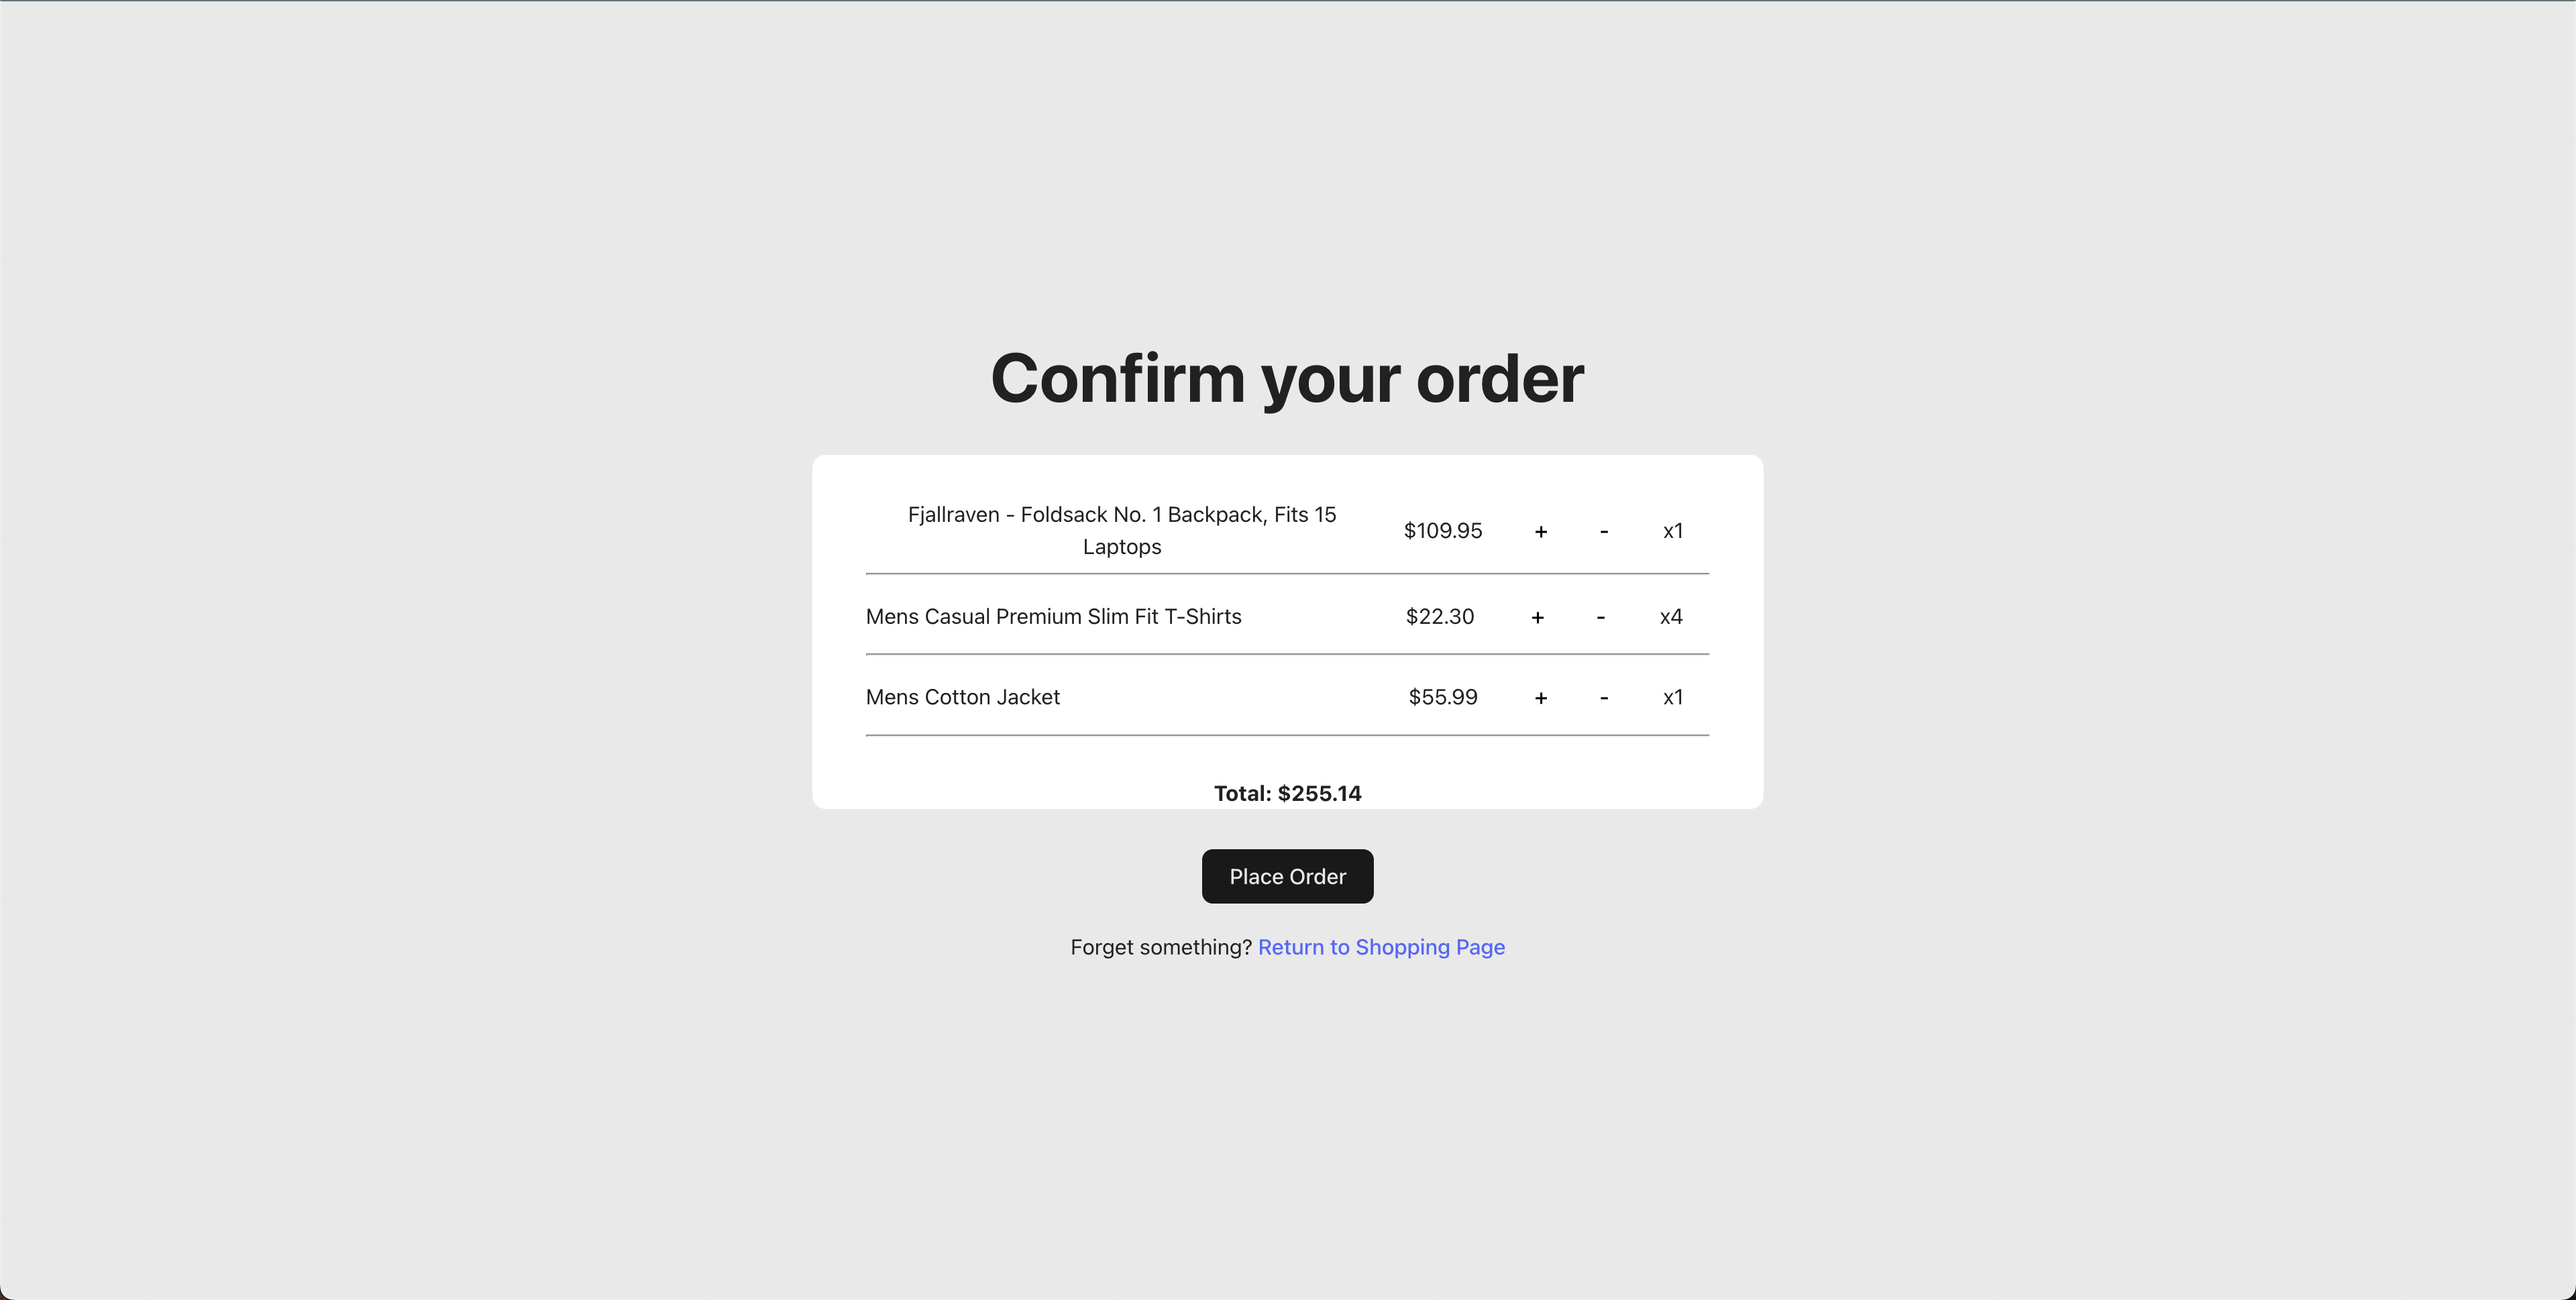 Confirm your order
Fjallraven - Foldsack No. 1 Backpack, Fits 15
Laptops
$109.95 + - x1
Mens Casual Premium Slim Fit T-Shirts $22.30 + - x4
Mens Cotton Jacket $55.99 + - x1
Total: $255.14
Place Order
Forget something? Return to Shopping Page